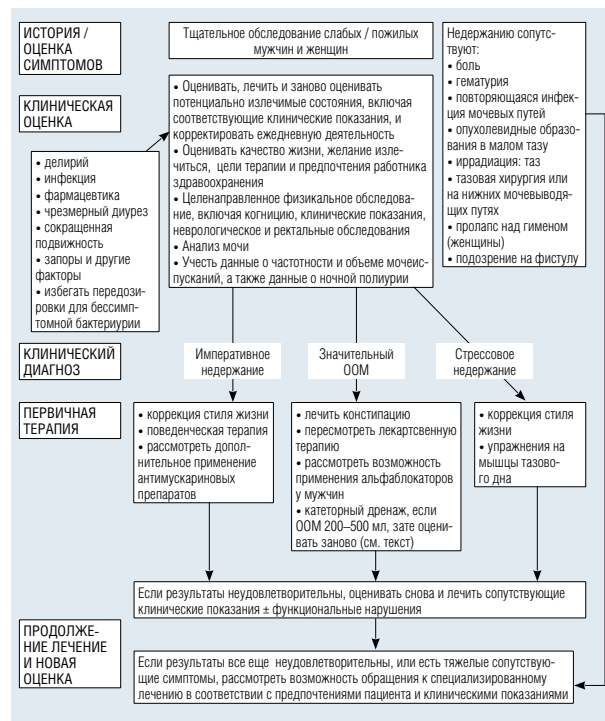 ИСТОРИЯ /
ОЦЕНКА
СИМПТОМОВ
Тщательное обследование слабых / пожилых
мужчин и женщин
Недержанию сопутс-
твуют:
• боль
• гематурия
• повторяющаяся инфек-
ция мочевых путей
• опухолевидные образо-
вания в малом тазу
• иррадиация: таз
• тазовая хирургия или
на нижних мочевыводя-
щих путях
• пролапс над гименом
(женщины)
• подозрение на фистулу
КЛИНИЧЕСКАЯ
ОЦЕНКА
• Оценивать, лечить и заново оценивать
потенциально излечимые состояния, включая
соответствующие клинические показания, и
корректировать ежедневную деятельность
• Оценивать качество жизни, желание изле-
читься, цели терапии и предпочтения работника
здравоохранения
• Целенаправленное физикальное обследова-
ние, включая когницию, клинические показания,
неврологическое и ректальные обследования
• Анализ мочи
• Учесть данные о частотности и объеме мочеис-
пусканий, а также данные о ночной полиурии
• делирий
• инфекция
• фармацевтика
• чрезмерный диурез
• сокращенная
подвижность
• запоры и другие
факторы
• избегать передози-
ровки для бессимп-
томной бактериурии
КЛИНИЧЕСКИЙ
ДИАГНОЗ
Императивное
недержание
Значительный
ООМ
Стрессовое
недержание
ПЕРВИЧНАЯ
ТЕРАПИЯ
• коррекция стиля жизни
• поведенческая терапия
• рассмотреть допол-
нительное применение
антимускариновых
препаратов
• лечить констипацию
• пересмотреть лекартсвенную
терапию
• рассмотреть возможность
применения альфаблокаторов
у мужчин
• катеторный дренаж, если
ООМ 200–500 мл, зате оцени-
вать заново (см. текст)
• коррекция стиля
жизни
• упражнения на
мышцы тазово-
го дна
Если результаты неудовлетворительны, оценивать снова и лечить сопутствующие
клинические показания ± функциональные нарушения
ПРОДОЛЖЕ-
НИЕ ЛЕЧЕНИЕ
И НОВАЯ
ОЦЕНКА
Если результаты все еще неудовлетворительны, или есть тяжелые сопутствую-
щие симптомы, рассмотреть возможность обращения к специализированному
лечению в соответствии с предпочтениями пациента и клиническими показаниями